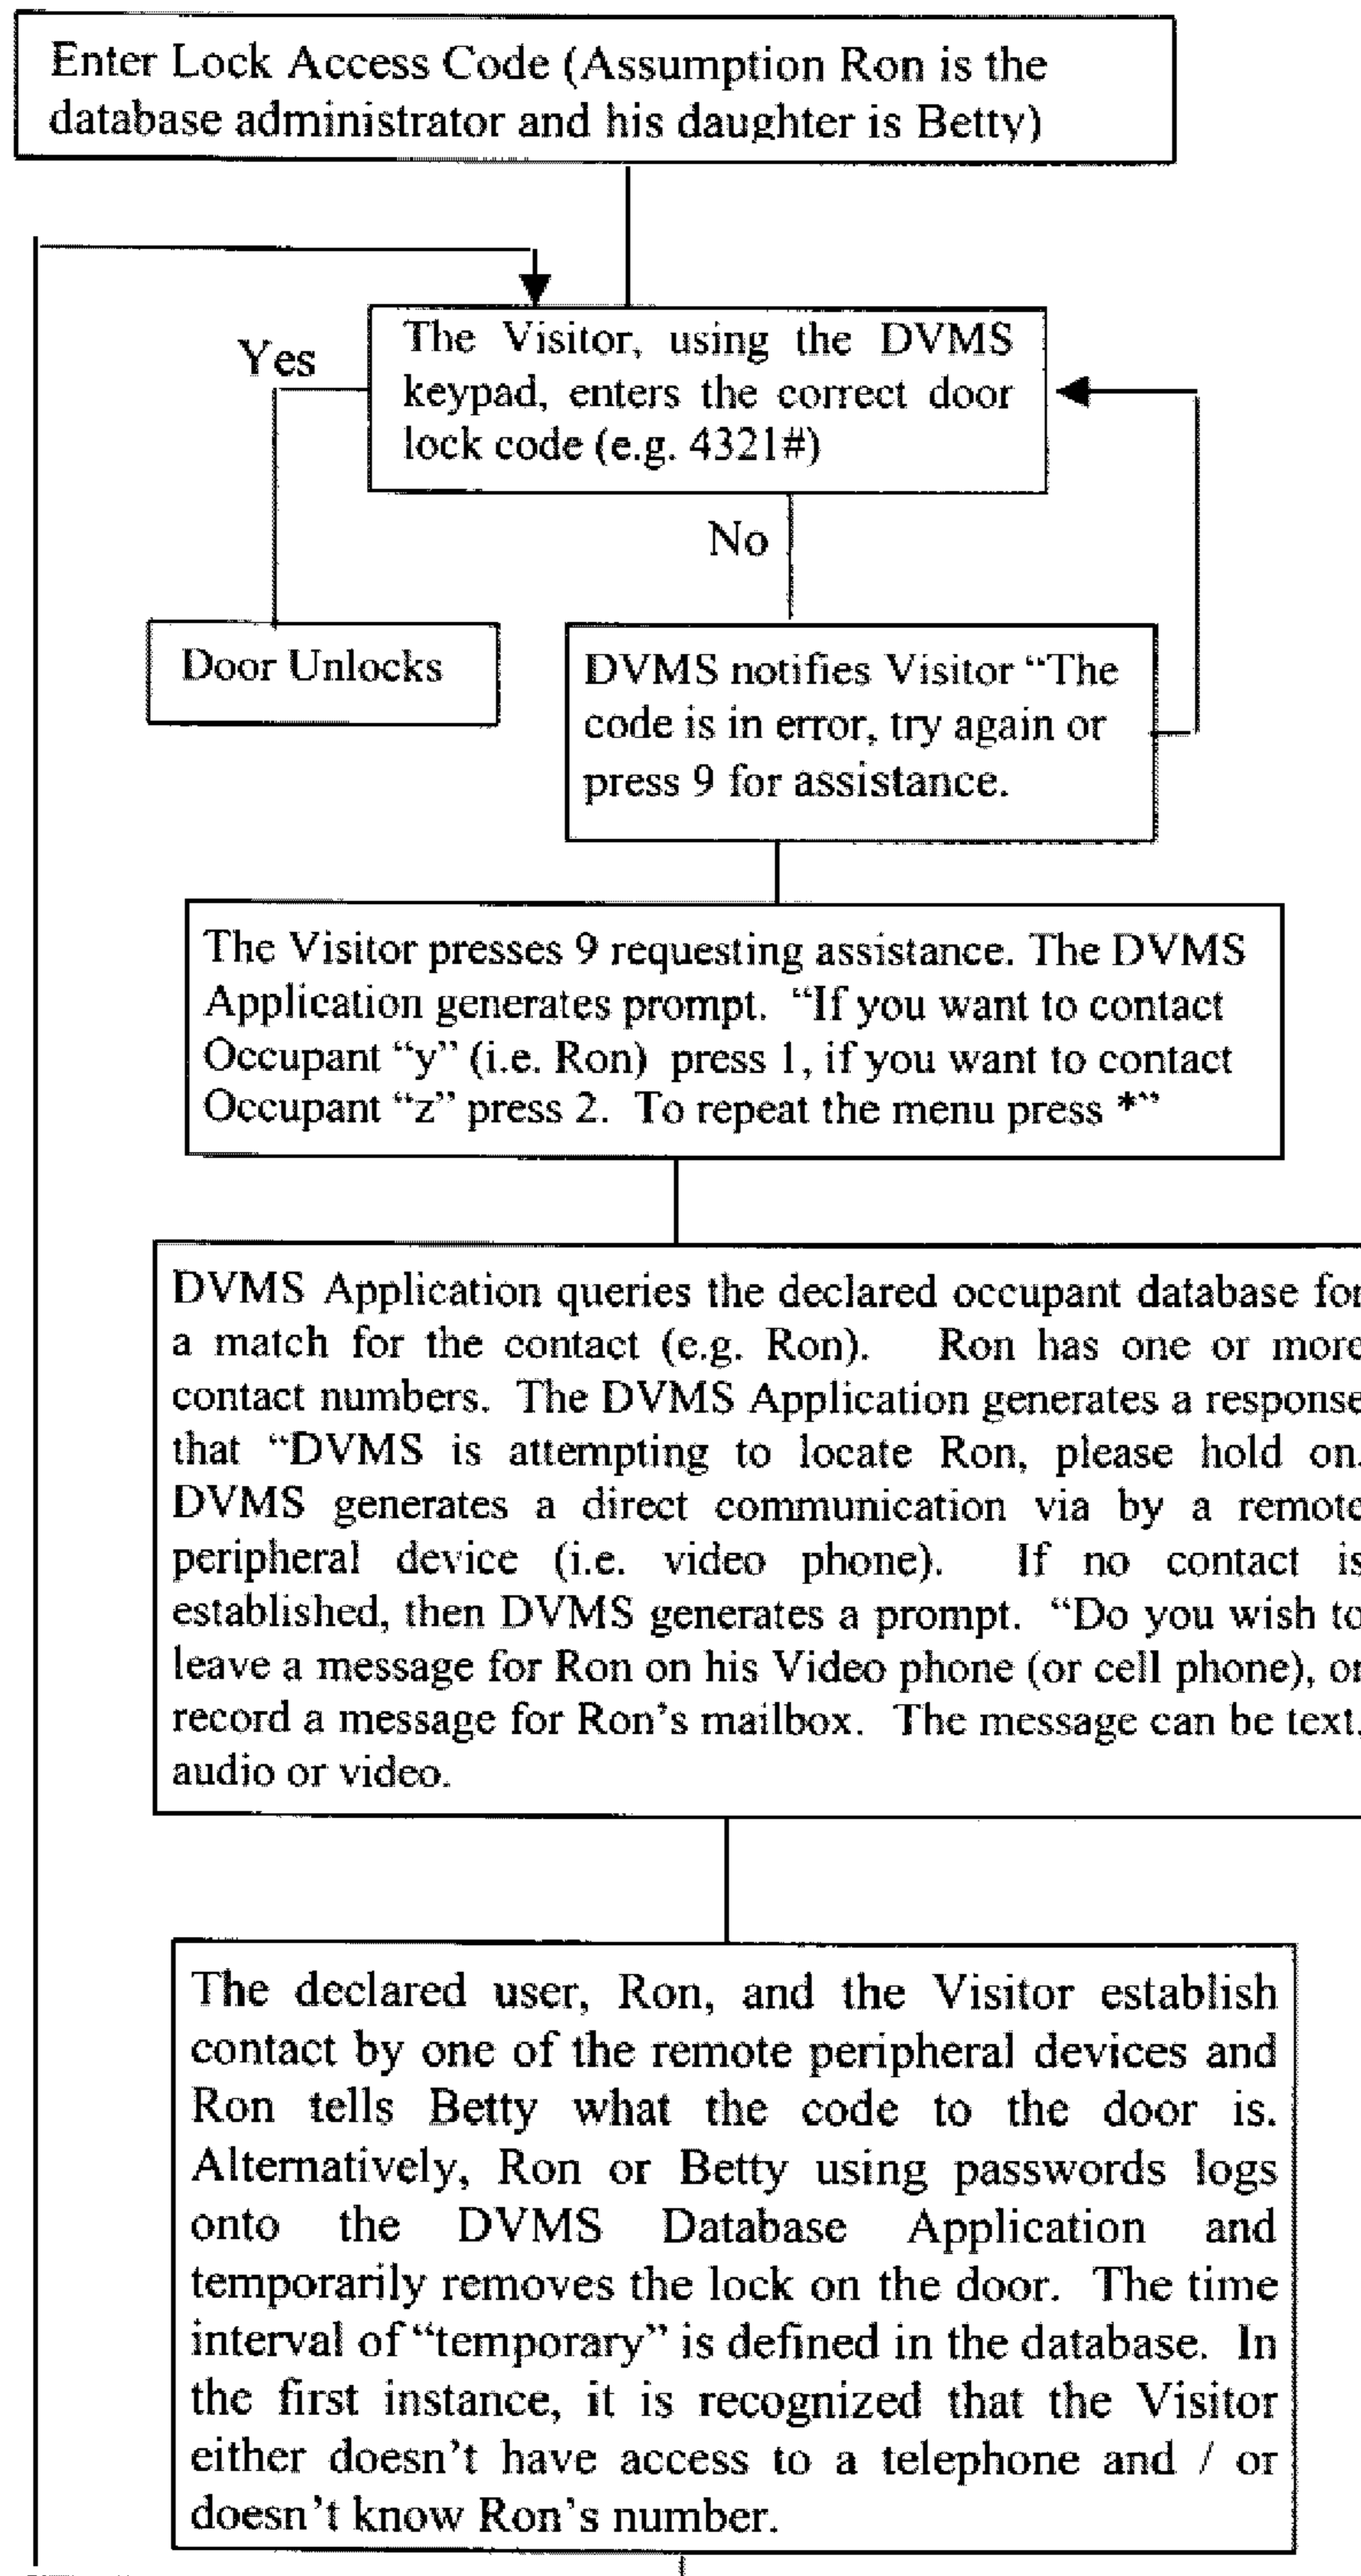 Enter Lock Access Code (Assumption Ron is the
database administrator and his daughter is Betty)
The Visitor, using the DVMS
keypad, enters the correct door
lock code (e.g. 4321#)
Yes
No
Door Unlocks
DVMS notifies Visitor “The
code is in error, try again or
press 9 for assistance.
The Visitor presses 9 requesting assistance. The DVMS
Application generates prompt. “If you want to contact
Occupant “y” (i.e. Ron) press 1, if you want to contact
Occupant “z” press 2. To repeat the menu press *”
DVMS Application queries the declared occupant database for
a match for the contact (e.g. Ron). Ron has one or more
contact numbers. The DVMS Application generates a response
that “DVMS is attempting to locate Ron, please hold on.
DVMS generates a direct communication via by a remote
peripheral device (i.e. video phone). If no contact is
established, then DVMS generates a prompt. “Do you wish to
leave a message for Ron on his Video phone (or cell phone), or
record a message for Ron’s mailbox. The message can be text,
audio or video.
The declared user, Ron, and the Visitor establish
contact by one of the remote peripheral devices and
Ron tells Betty what the code to the door is.
Alternatively, Ron or Betty using passwords logs
onto the DVMS Database Application and
temporarily removes the lock on the door. The time
interval of “temporary” is defined in the database. In
the first instance, it is recognized that the Visitor
either doesn’t have access to a telephone and / or
doesn’t know Ron’s number.